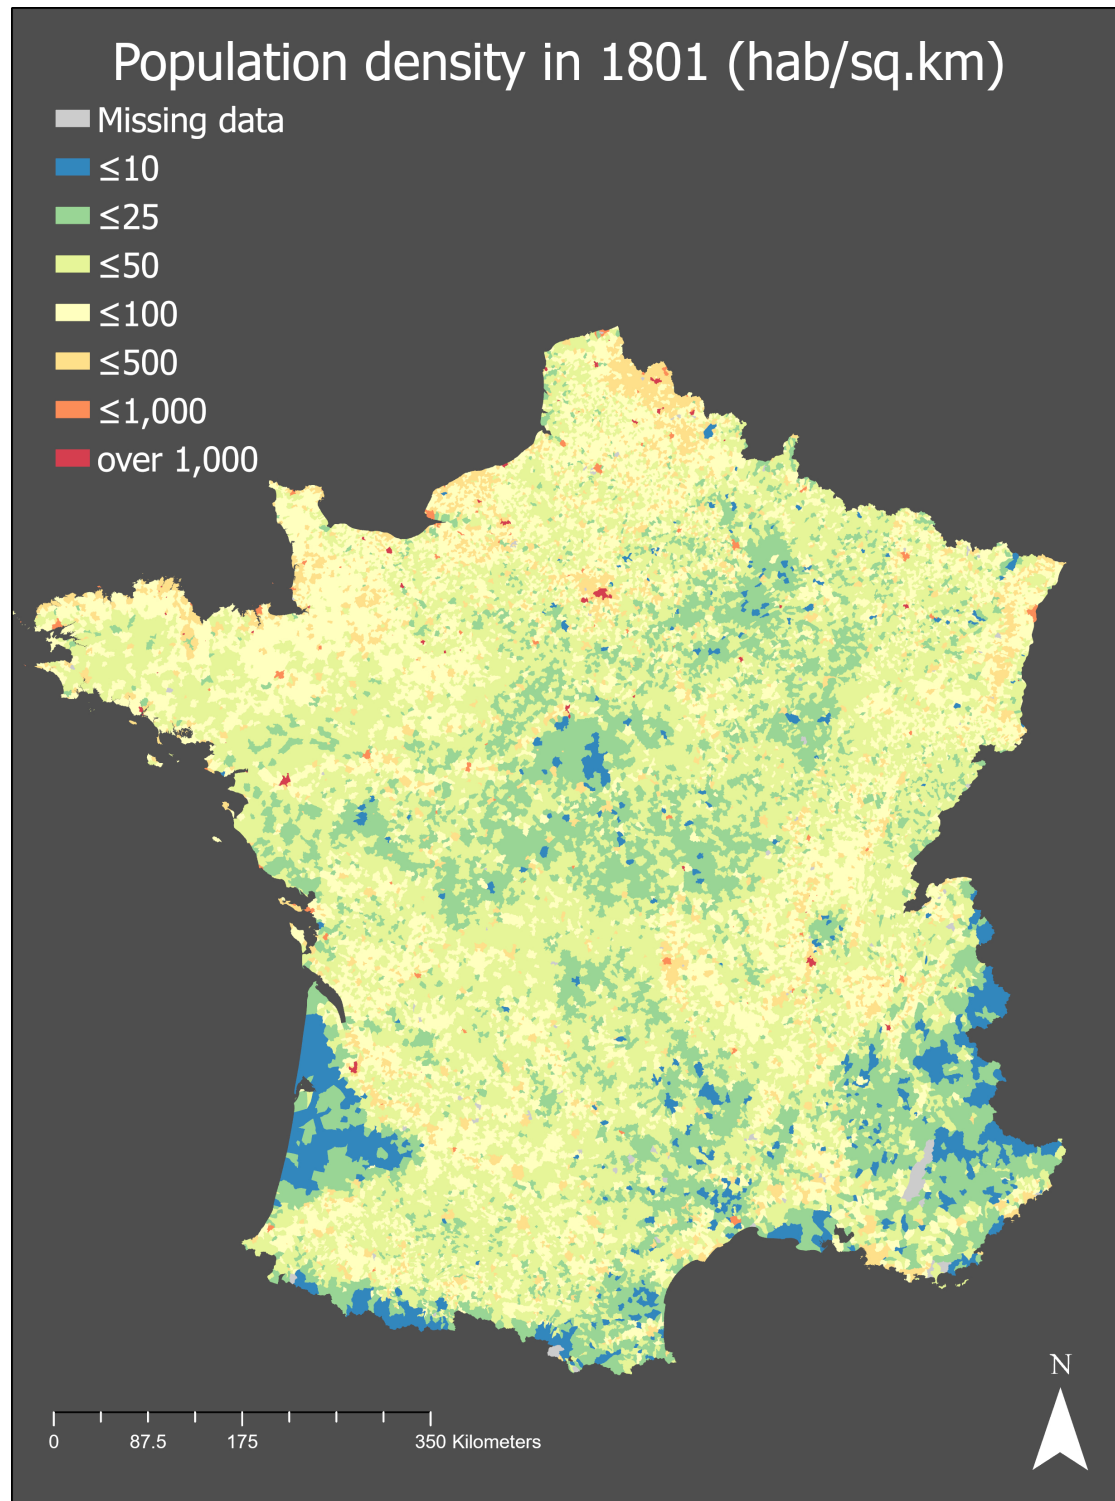 Population density in 1801 (hab/sq.km)
Missing data
≤10
≤25
≤50
≤100
≤500
≤1,000
over 1,000
N
0 87.5 175 350 Kilometers